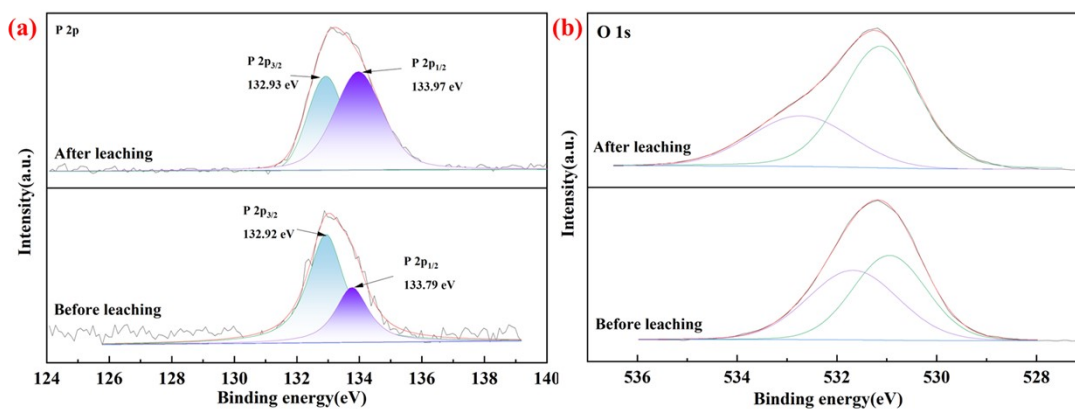 (a)
P 2p
P 2p3/2
132.93 eV
P 2p1/2
133.97 eV
After leaching
P 2p3/2
132.92 eV
P 2p1/2
133.79 eV
Before leaching
Intensity(a.u.)
124 126 128 130 132 134 136 138 140
Binding energy(eV)
(b)
O 1s
After leaching
Before leaching
Intensity(a.u.)
536 534 532 530 528
Binding energy(eV)